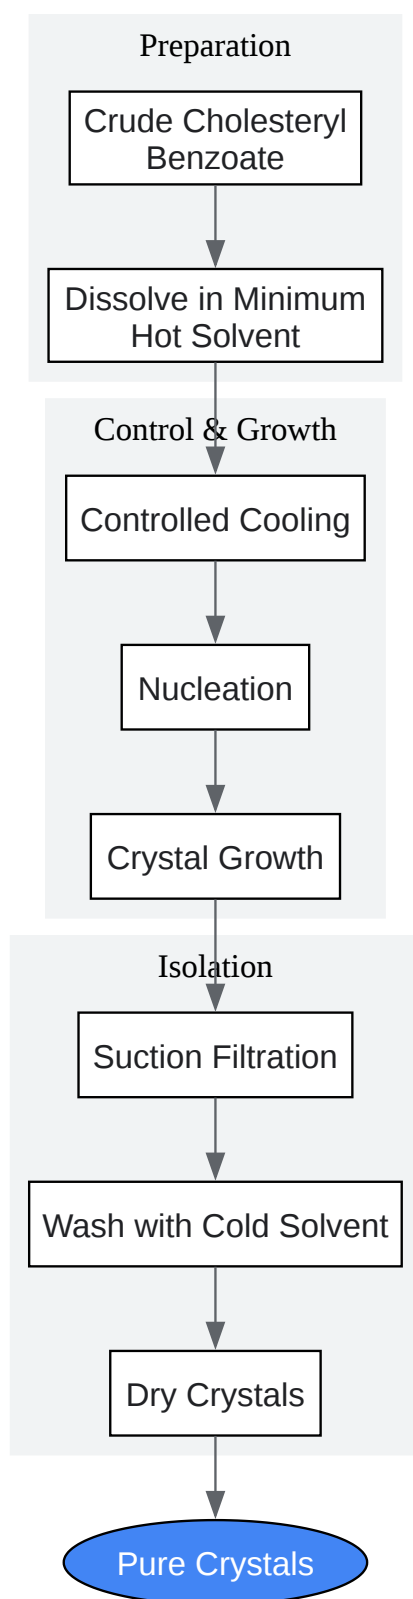 Preparation
Crude Cholesteryl
Benzoate
Dissolve in Minimum
Hot Solvent
Control & Growth
Controlled Cooling
Nucleation
Crystal Growth
Isolation
Suction Filtration
Wash with Cold Solvent
Dry Crystals
Pure Crystals